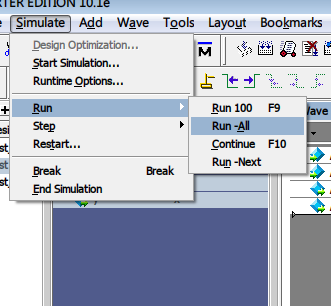 RTER EDITION 10.1e
Simulate Add Wave Tools Layout Bookmarks
Design Optimization...
Start Simulation...
Runtime Options...
Run
Step
Restart...
Break Break
End Simulation
Run 100 F9
Run -All
Continue F10
Run -Next
Wave
M